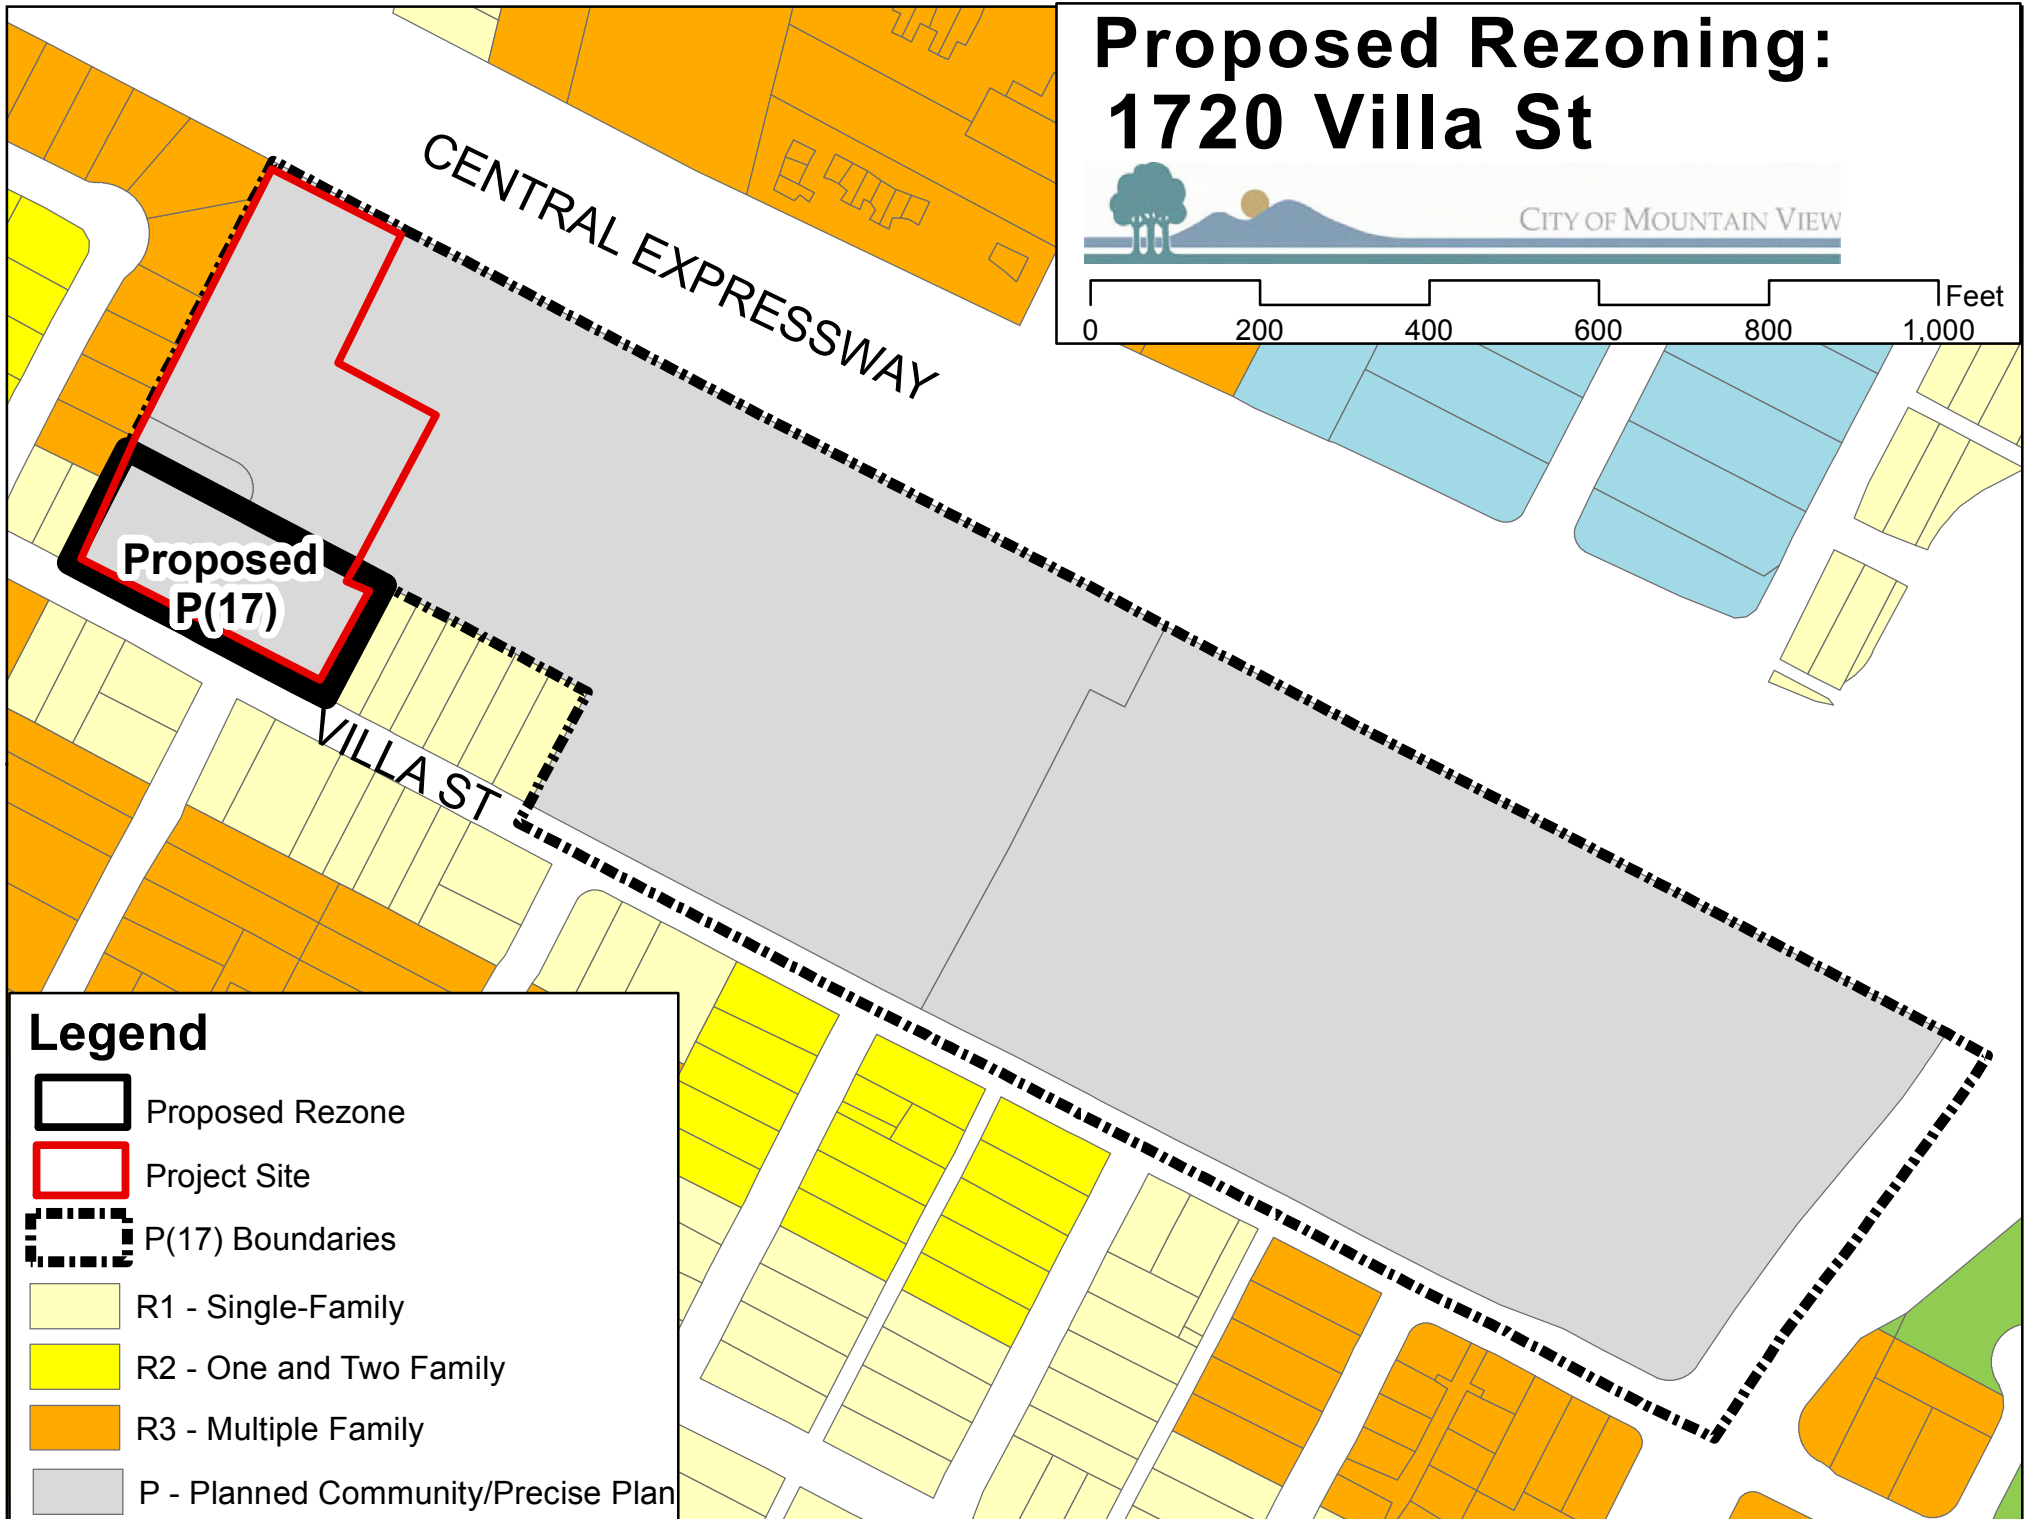 Proposed Rezoning:
1720 Villa St
CITY OF MOUNTAIN VIEW
Feet
0 200 400 600 800 1,000
CENTRAL EXPRESSWAY
Proposed
P(17)
VILLA ST
Legend
Proposed Rezone
Project Site
P(17) Boundaries
R1 - Single-Family
R2 - One and Two Family
R3 - Multiple Family
P - Planned Community/Precise Plan